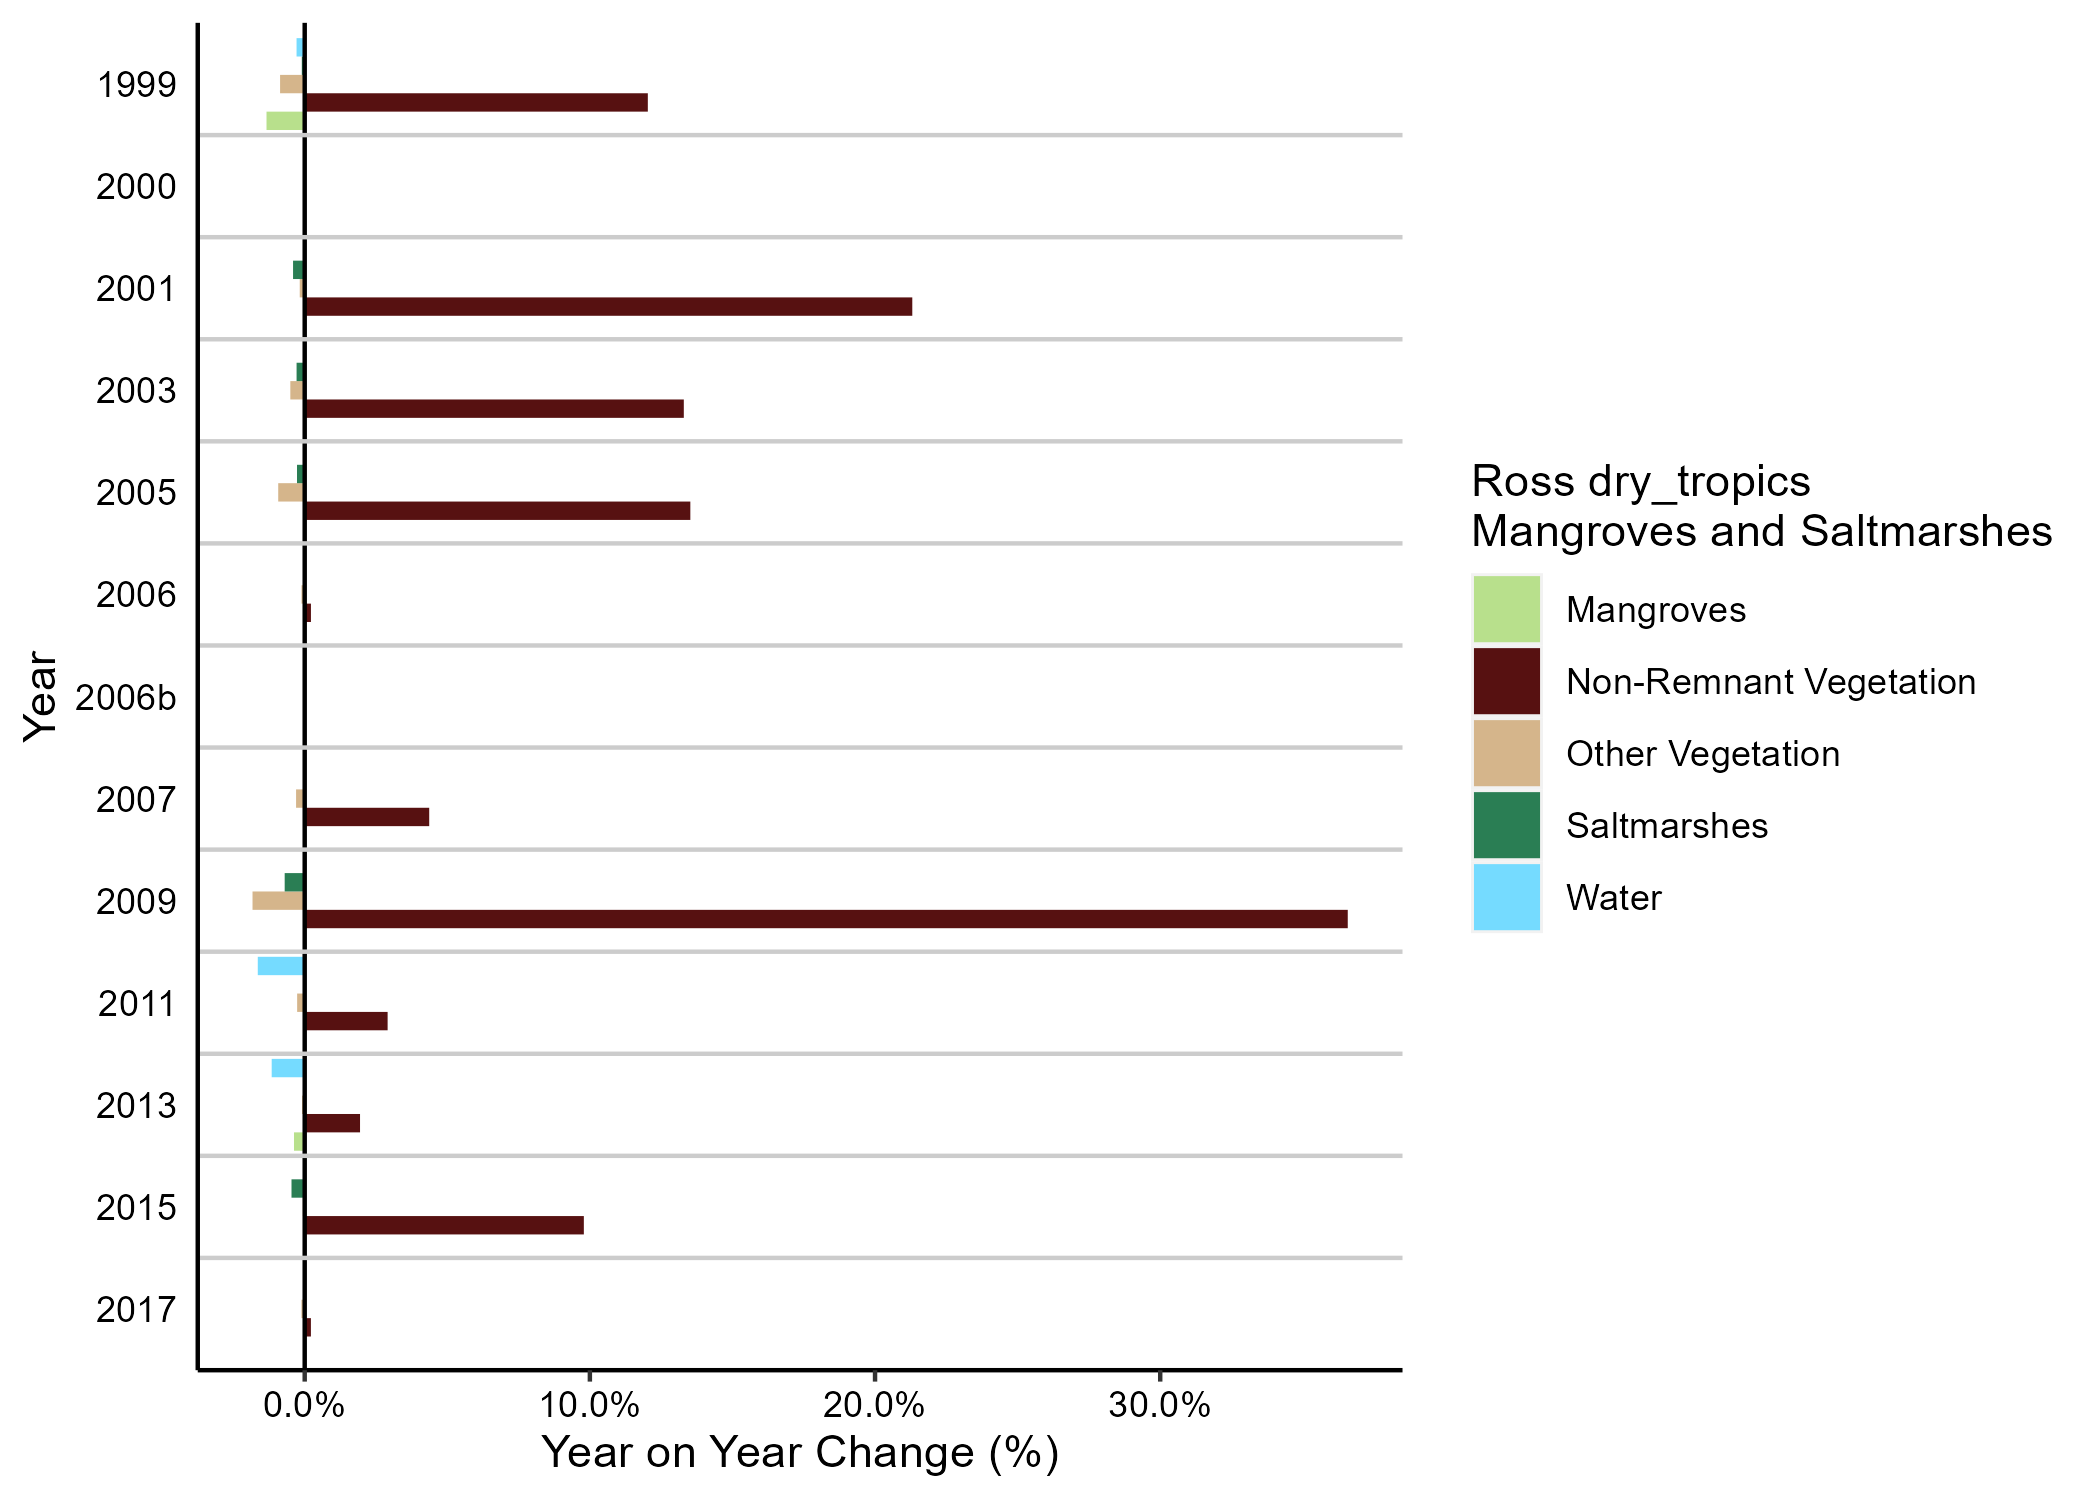 1999
2000
2001
2003
2005
2006
2006b
2007
2009
2011
2013
2015
2017
Year
0.0%
10.0%
20.0%
30.0%
Year on Year Change (%)
Ross dry_tropics
Mangroves and Saltmarshes
Mangroves
Non-Remnant Vegetation
Other Vegetation
Saltmarshes
Water